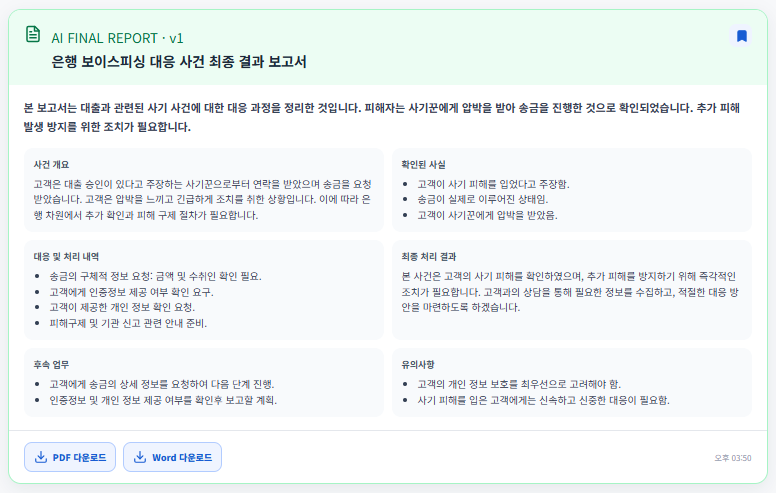 AI FINAL REPORT · v1
은행 보이스피싱 대응 사건 최종 결과 보고서
본 보고서는 대출과 관련된 사기 사건에 대한 대응 과정을 정리한 것입니다. 피해자는 사기꾼에게 압박을 받아 송금을 진행한 것으로 확인되었습니다. 추가 피해
발생 방지를 위한 조치가 필요합니다.
사건 개요
고객은 대출 승인이 있다고 주장하는 사기꾼으로부터 연락을 받았으며 송금을 요청
받았습니다. 고객은 압박을 느끼고 긴급하게 조치를 취한 상황입니다. 이에 따라 은
행 차원에서 추가 확인과 피해 구제 절차가 필요합니다.
확인된 사실
• 고객이 사기 피해를 입었다고 주장함.
• 송금이 실제로 이루어진 상태임.
• 고객이 사기꾼에게 압박을 받았음.
대응 및 처리 내역
• 송금의 구체적 정보 요청: 금액 및 수취인 확인 필요.
• 고객에게 인증정보 제공 여부 확인 요구.
• 고객이 제공한 개인 정보 확인 요청.
• 피해구제 및 기관 신고 관련 안내 준비.
최종 처리 결과
본 사건은 고객의 사기 피해를 확인하였으며, 추가 피해를 방지하기 위해 즉각적인
조치가 필요합니다. 고객과의 상담을 통해 필요한 정보를 수집하고, 적절한 대응 방
안을 마련하도록 하겠습니다.
후속 업무
• 고객에게 송금의 상세 정보를 요청하여 다음 단계 진행.
• 인증정보 및 개인 정보 제공 여부를 확인후 보고할 계획.
유의사항
• 고객의 개인 정보 보호를 최우선으로 고려해야 함.
• 사기 피해를 입은 고객에게는 신속하고 신중한 대응이 필요함.
PDF 다운로드
Word 다운로드
오후 03:50